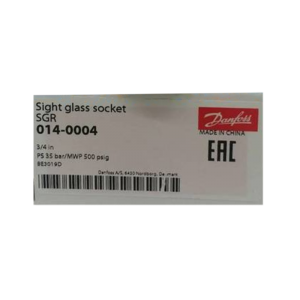 Sight glass socket
SGR
014-0004
Danfoss
MADE IN CHINA
3/4 in
PS 35 bar/MWP 500 psig
EAC
Danfoss A/S, 6430 Nordborg, Denmark